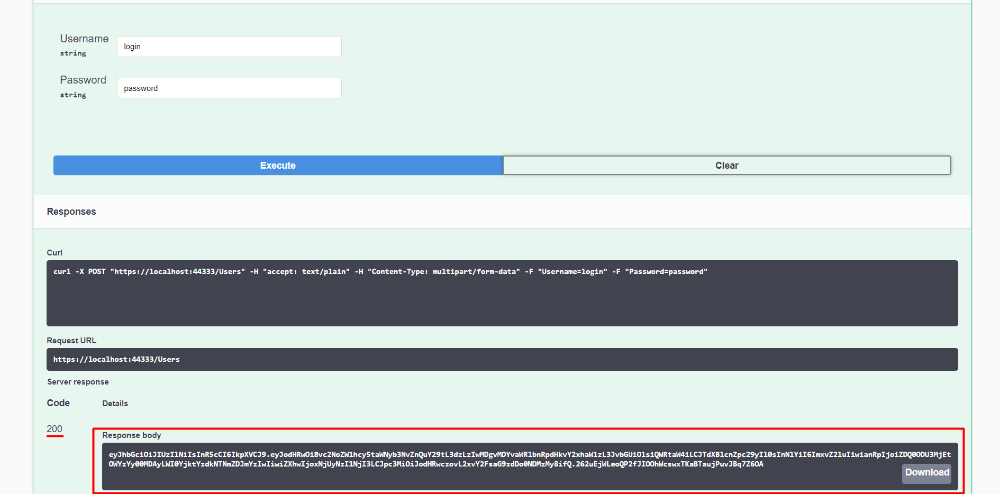 Username
string
login
Password
string
password
Execute
Clear
Responses
Curl
curl -X POST "https://localhost:44333/Users" -H "accept: text/plain" -H "Content-Type: multipart/form-data" -F "Username=login" -F "Password=password"
Request URL
https://localhost:44333/Users
Server response
Code
Details
200
Response body
eyJhbGciOiJIUzI1NiIsInR5cCI6IkpXVCJ9.eyJodHRwOi8vc2NoZW1hcy5taWNyb3NvZnQuY29tL3dzLzIwMDgvMDYvaWRlbnRpdHkvY2xhaW1zL3JvbGUiOlsiQWRtaW4iLCJTdXBlcnZpc29yIl0sInN1YiI6ImxvZ2luIiwianRpIjoiZDQ0ODU3MjEt
OWYzYy00MDAyLWI0YjktYzdkNTNmZDJmYzIwIiwiZXhwIjoxNjUyNzI1NjI3LCJpc3MiOiJodHRwczovL2xvY2FsaG9zdDo0NDMzMy8ifQ.262uEjWLeoQP2fJIOOhWcswxTKaBTaujPuvJBq7Z6OA
Download